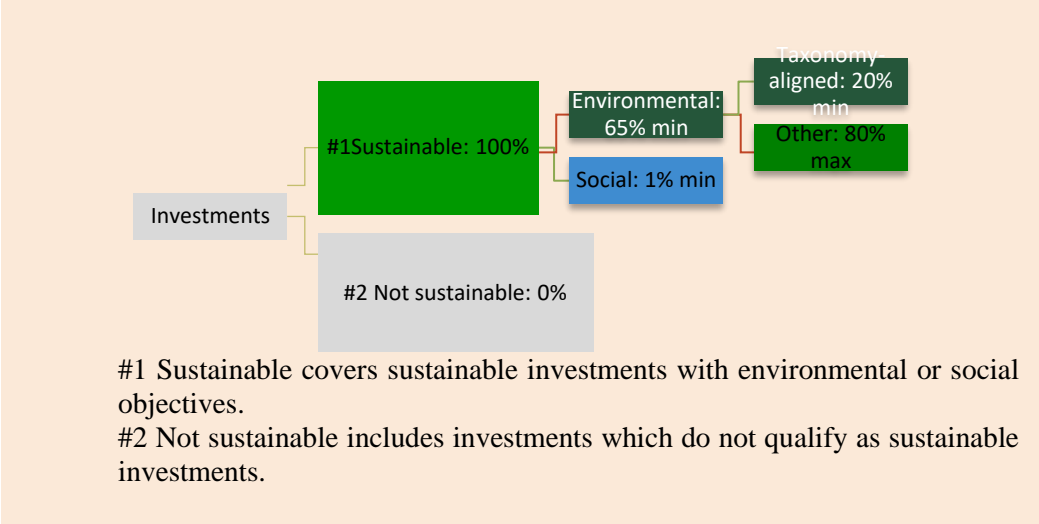 Taxonomy-
aligned: 20%
min
Environmental:
65% min
Other: 80%
max
#1Sustainable: 100%
Social: 1% min
Investments
#2 Not sustainable: 0%
#1 Sustainable covers sustainable investments with environmental or social
objectives.
#2 Not sustainable includes investments which do not qualify as sustainable
investments.